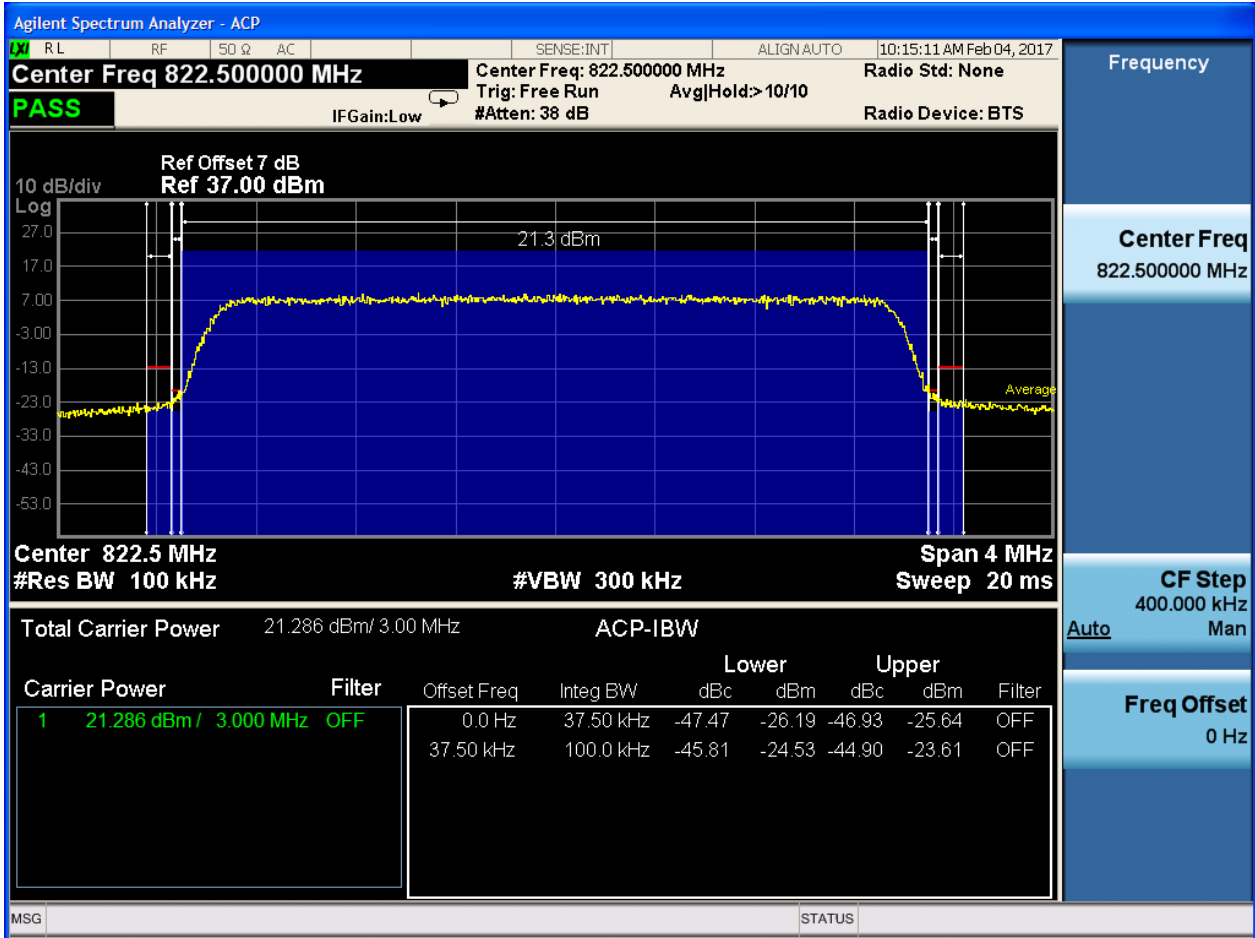 Agilent Spectrum Analyzer - ACP
LXI RL RF 50 Ω AC SENSE:INT ALIGN AUTO 10:15:11 AM Feb 04, 2017
Center Freq 822.500000 MHz
PASS
IFGain:Low
Center Freq: 822.500000 MHz
Trig: Free Run Avg|Hold:> 10/10
#Atten: 38 dB
Radio Std: None
Radio Device: BTS
Ref Offset 7 dB
10 dB/div Ref 37.00 dBm
Log
27.0
17.0
7.00
-3.00
-13.0
-23.0
-33.0
-43.0
-53.0
21.3 dBm
Average
Center 822.5 MHz Span 4 MHz
#Res BW 100 kHz #VBW 300 kHz Sweep 20 ms
Total Carrier Power 21.286 dBm/ 3.00 MHz ACP-IBW
Lower Upper
Carrier Power Filter
Offset Freq Integ BW dBc dBm dBc dBm Filter
1 21.286 dBm / 3.000 MHz OFF
0.0 Hz 37.50 kHz -47.47 -26.19 -46.93 -25.64 OFF
37.50 kHz 100.0 kHz -45.81 -24.53 -44.90 -23.61 OFF
Frequency
Center Freq
822.500000 MHz
CF Step
400.000 kHz
Auto Man
Freq Offset
0 Hz
MSG STATUS